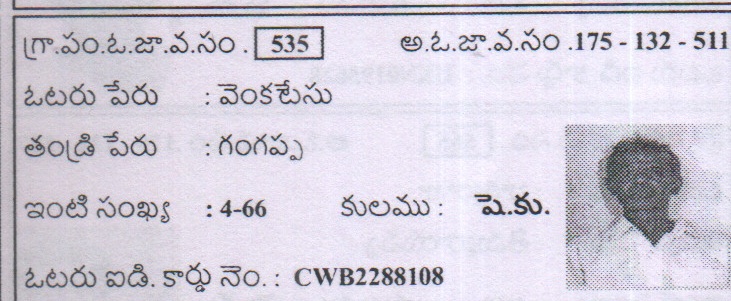 గ్రా.పం.ఓ.జా.వ.సం . 535 అ.ఓ.జా.వ.సం .175 - 132 - 511
ఓటరు పేరు : వెంకటేసు
తండ్రి పేరు : గంగప్ప
ఇంటి సంఖ్య : 4-66 కులము : షె.కు.
ఓటరు ఐడి. కార్డు నెం. : CWB2288108